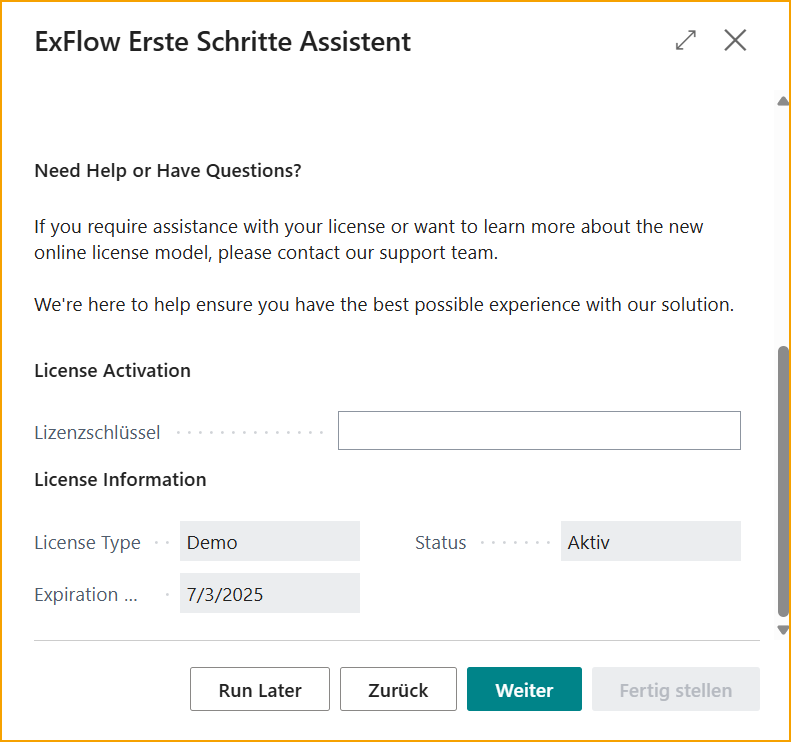 ExFlow Erste Schritte Assistent
Need Help or Have Questions?
If you require assistance with your license or want to learn more about the new
online license model, please contact our support team.
We're here to help ensure you have the best possible experience with our solution.
License Activation
Lizenzschlüssel
License Information
License Type Demo Status Aktiv
Expiration ... 7/3/2025
Run Later Zurück Weiter Fertig stellen